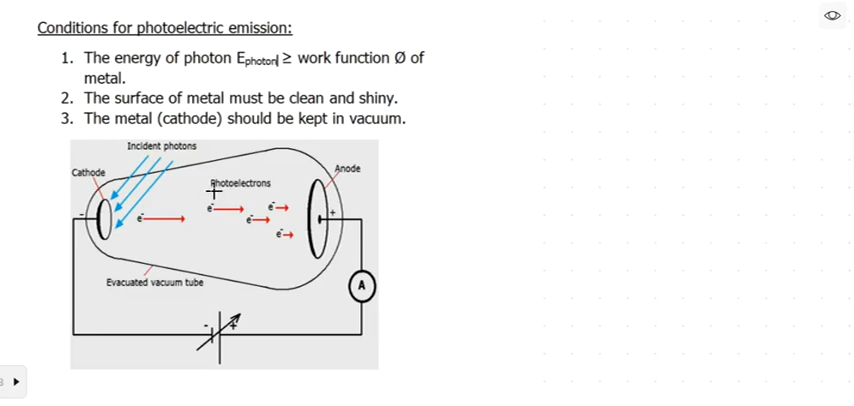 Conditions for photoelectric emission:
1. The energy of photon Ephoton ≥ work function Ø of
metal.
2. The surface of metal must be clean and shiny.
3. The metal (cathode) should be kept in vacuum.
Incident photons
Cathode
Anode
Photoelectrons
-
+
e-
e-
e-
e-
e-
Evacuated vacuum tube
A
-
+